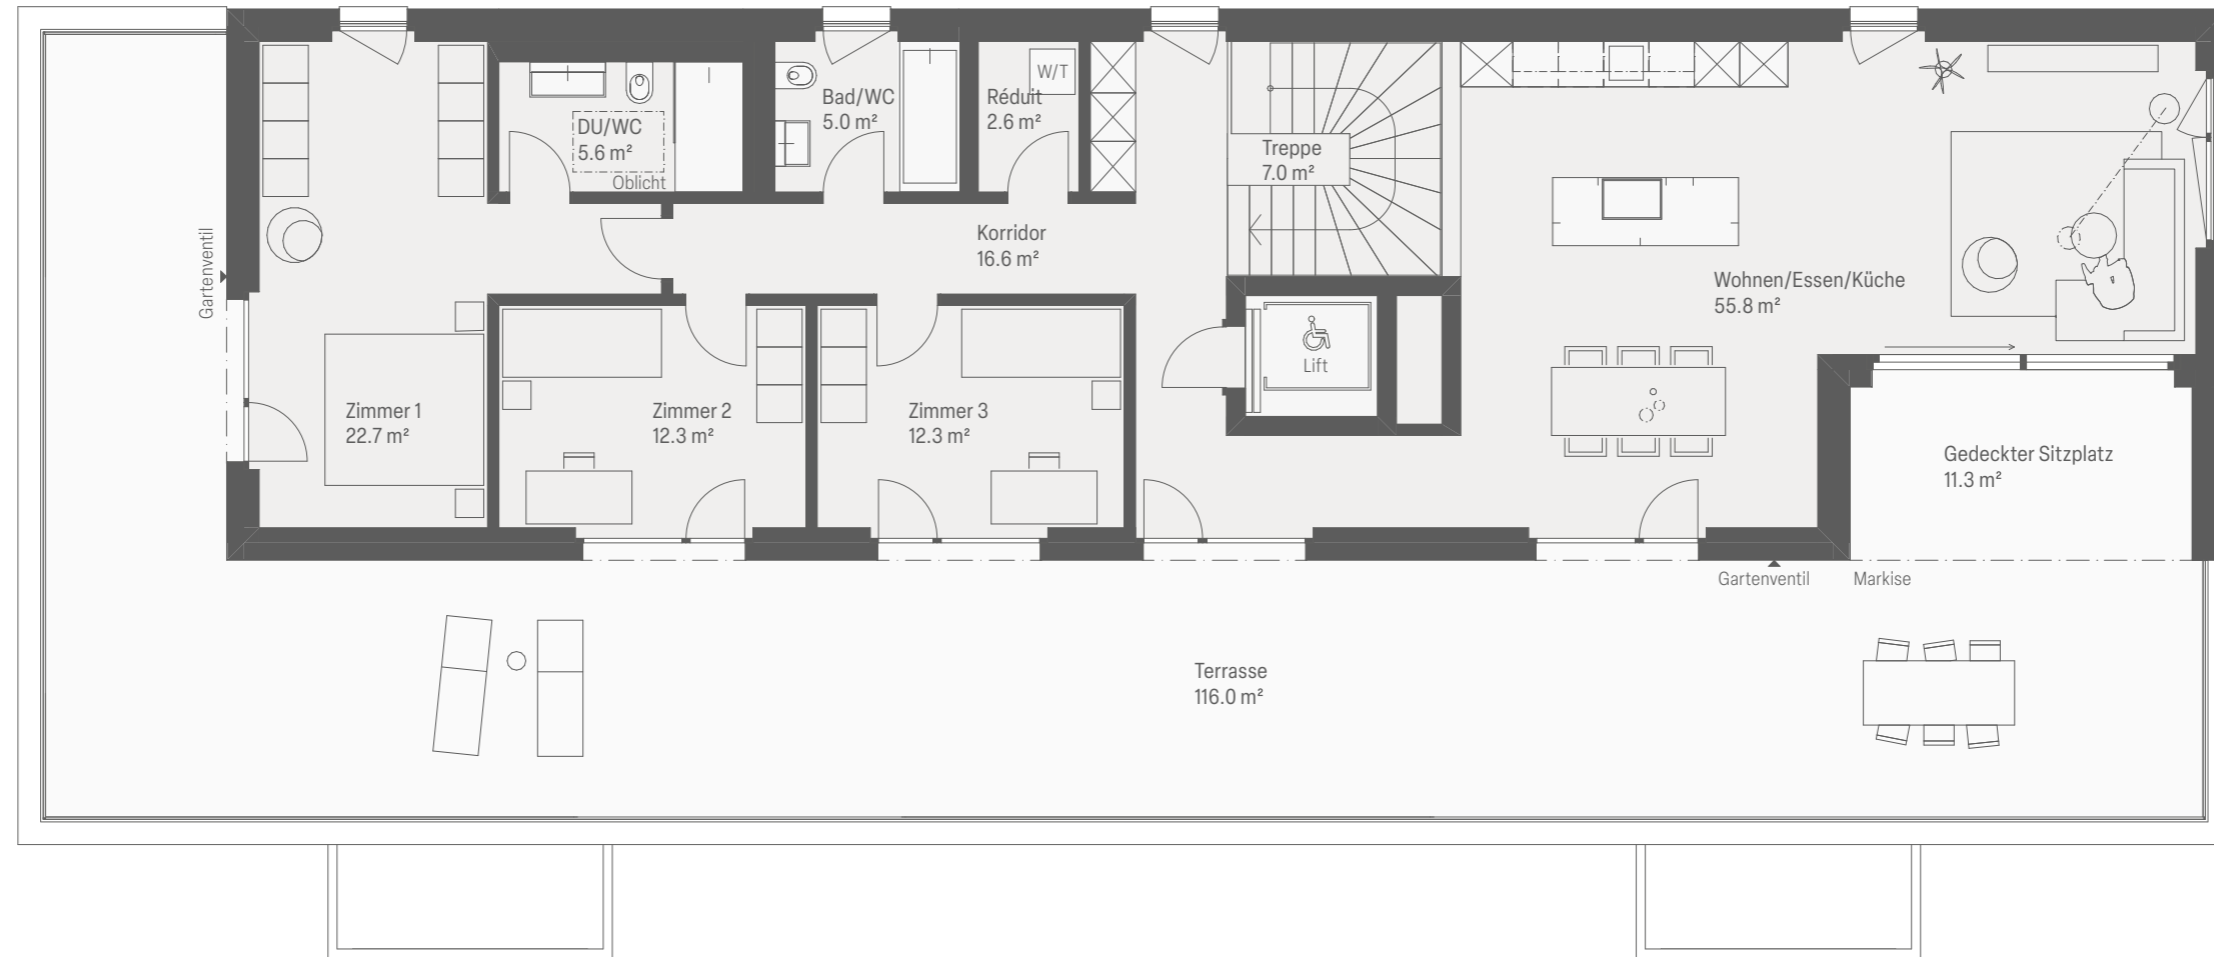 W/T
Bad/WC
5.0 m²
Réduit
2.6 m²
DU/WC
5.6 m²
Oblicht
Treppe
7.0 m²
Gartenventil
Korridor
16.6 m²
Wohnen/Essen/Küche
55.8 m²
Lift
Zimmer 1
22.7 m²
Zimmer 2
12.3 m²
Zimmer 3
12.3 m²
Gedeckter Sitzplatz
11.3 m²
Gartenventil
Markise
Terrasse
116.0 m²